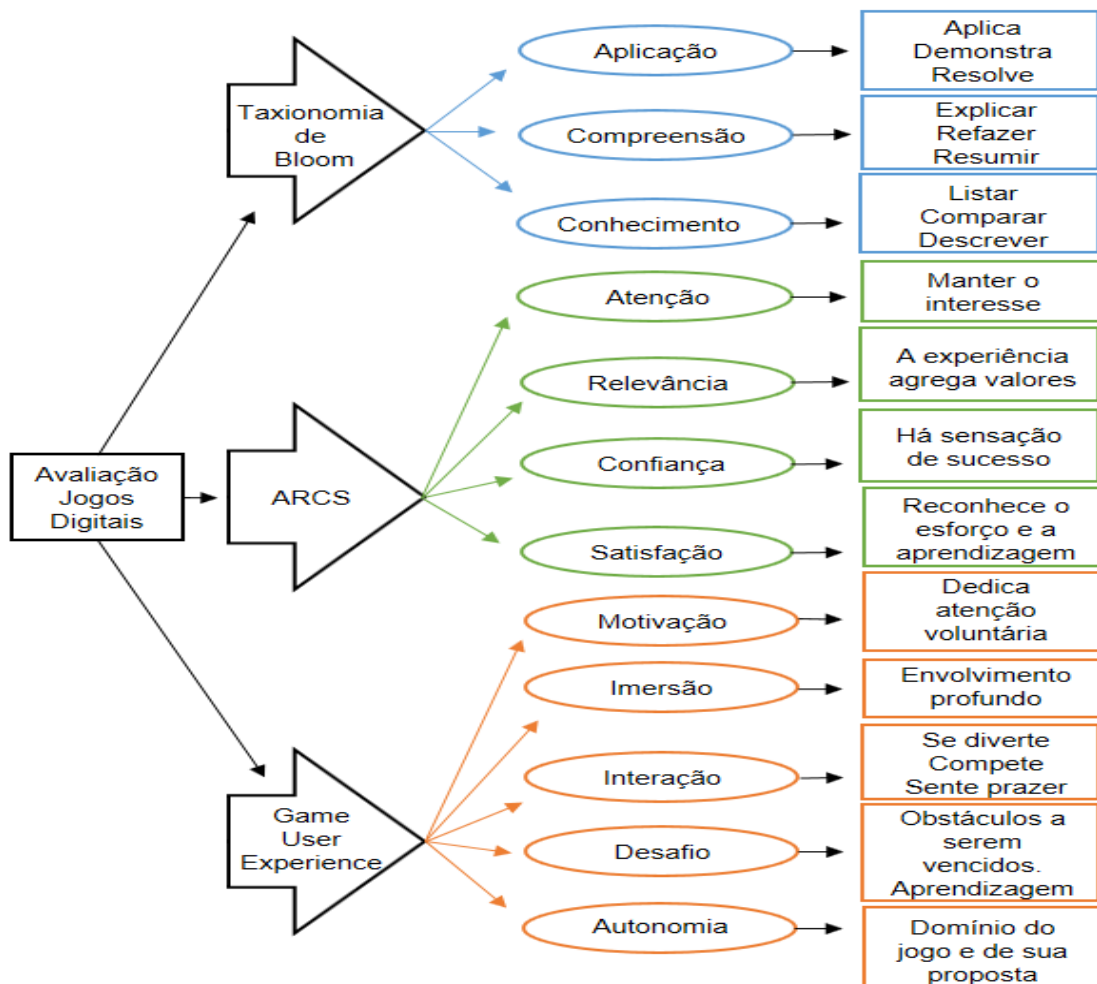 Avaliação
Jogos
Digitais
Taxionomia
de
Bloom
Aplicação
Aplica
Demonstra
Resolve
Compreensão
Explicar
Refazer
Resumir
Conhecimento
Listar
Comparar
Descrever
ARCS
Atenção
Manter o
interesse
Relevância
A experiência
agrega valores
Confiança
Há sensação
de sucesso
Satisfação
Reconhece o
esforço e a
aprendizagem
Game
User
Experience
Motivação
Dedica
atenção
voluntária
Imersão
Envolvimento
profundo
Interação
Se diverte
Compete
Sente prazer
Desafio
Obstáculos a
serem
vencidos.
Aprendizagem
Autonomia
Domínio do
jogo e de sua
proposta